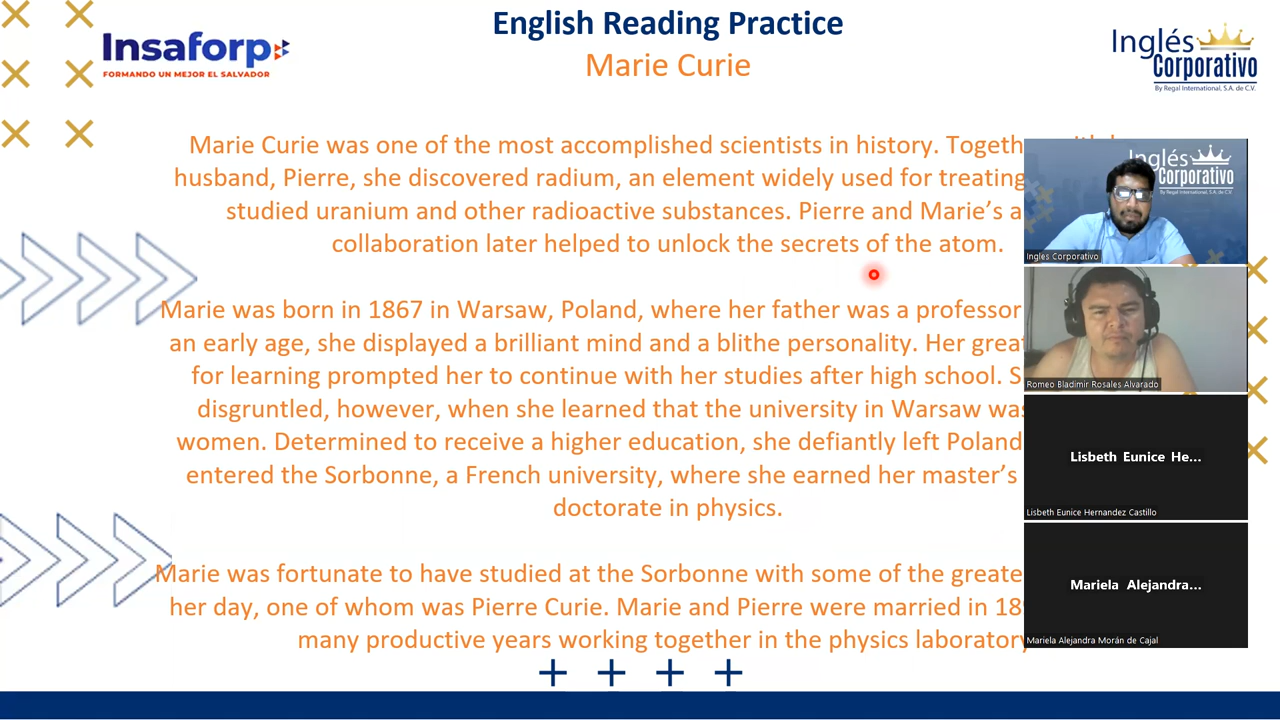 English Reading Practice
Marie Curie
Insaforp
FORMANDO UN MEJOR EL SALVADOR
Inglés
Corporativo
By Regal International, S.A. de C.V.
Marie Curie was one of the most accomplished scientists in history.
husband, Pierre, she discovered radium, an element widely used for treating
studied uranium and other radioactive substances. Pierre and Marie's
collaboration later helped to unlock the secrets of the atom.
Marie was born in 1867 in Warsaw, Poland, where her father was a professor
an early age, she displayed a brilliant mind and a blithe personality. Her
for learning prompted her to continue with her studies after high school.
disgruntled, however, when she learned that the university in Warsaw
women. Determined to receive a higher education, she defiantly left Poland
entered the Sorbonne, a French university, where she earned her master's
doctorate in physics.
Marie was fortunate to have studied at the Sorbonne with some of the
her day, one of whom was Pierre Curie. Marie and Pierre were married in
many productive years working together in the physics laboratory
Inglés
Corporativo
By Regal International, S.A. de C.V.
Inglés Corporativo
Romeo Bladimir Rosales Alvarado
Lisbeth Eunice He...
Lisbeth Eunice Hernandez Castillo
Mariela Alejandra...
Mariela Alejandra Morán de Cajal